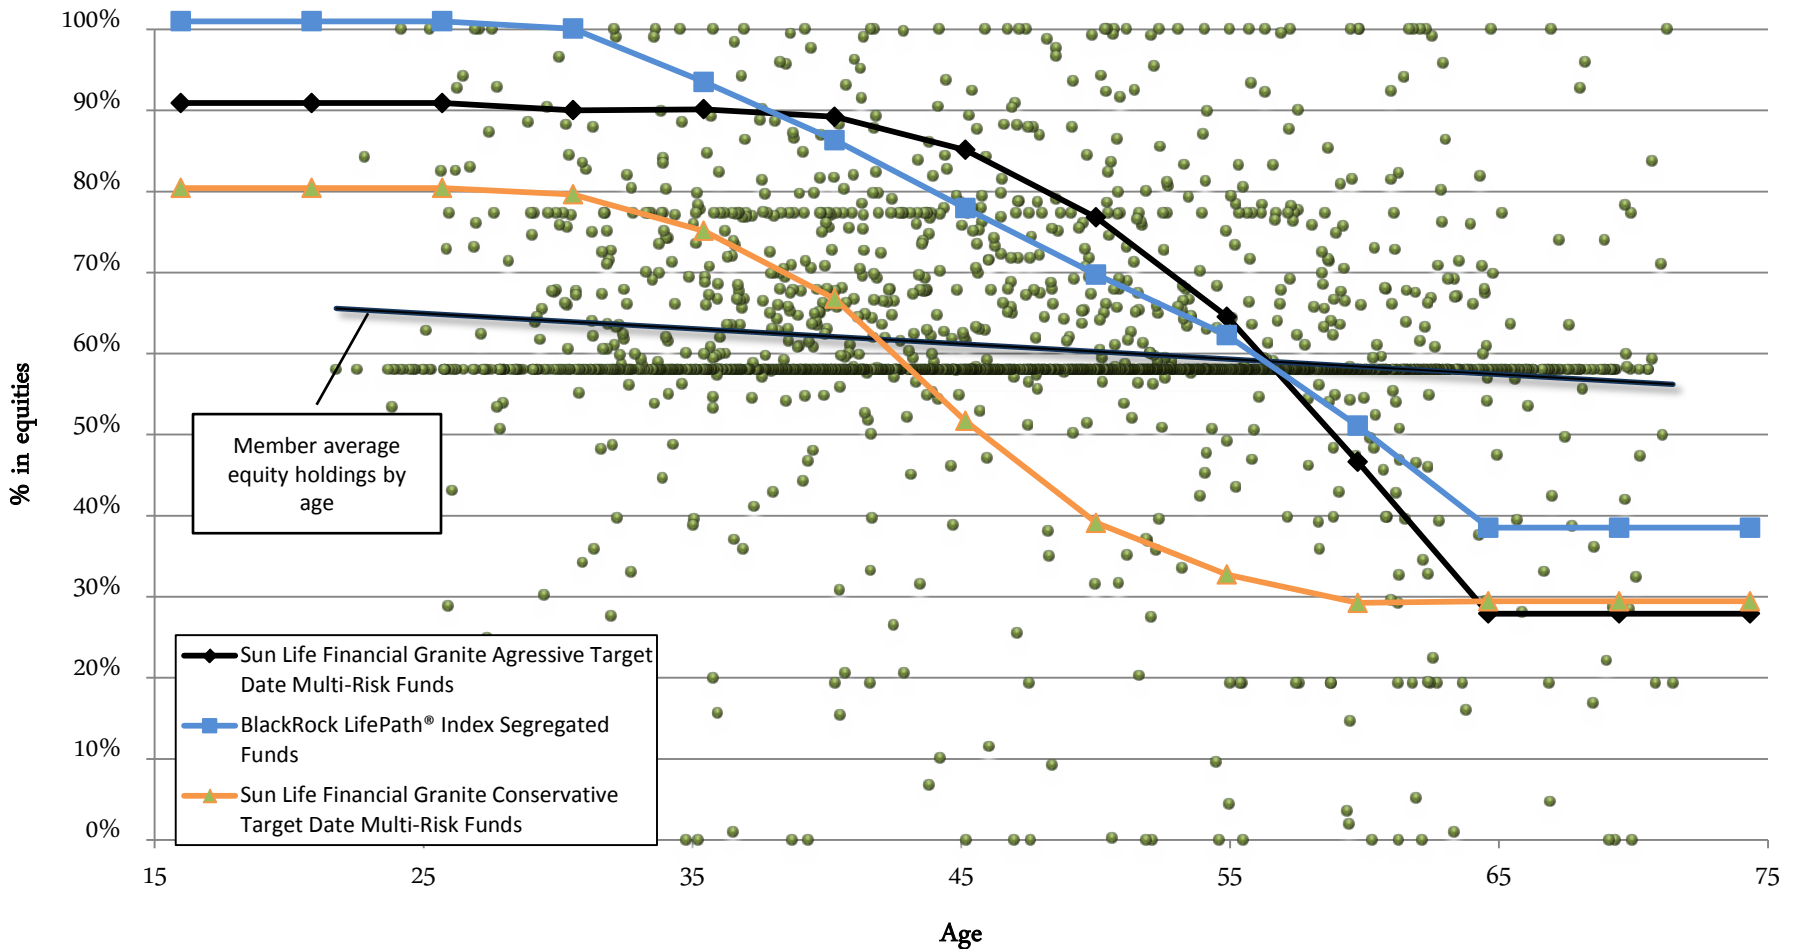 100%
90%
80%
70%
60%
50%
40%
30%
20%
10%
0%
% in equities
Member average
equity holdings by
age
Sun Life Financial Granite Agressive Target
Date Multi-Risk Funds
BlackRock LifePath® Index Segregated
Funds
Sun Life Financial Granite Conservative
Target Date Multi-Risk Funds
15 25 35 45 55 65 75
Age